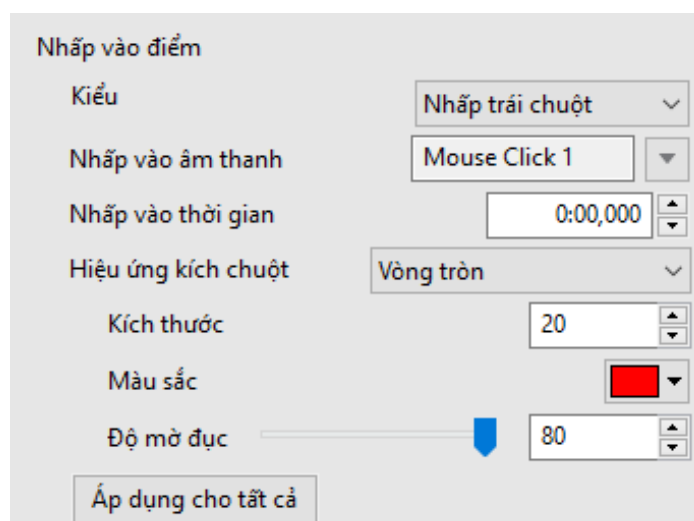 Nhấp vào điểm
Kiểu Nhấp trái chuột
Nhấp vào âm thanh Mouse Click 1
Nhấp vào thời gian 0:00,000
Hiệu ứng kích chuột Vòng tròn
Kích thước 20
Màu sắc
Độ mờ đục 80
Áp dụng cho tất cả